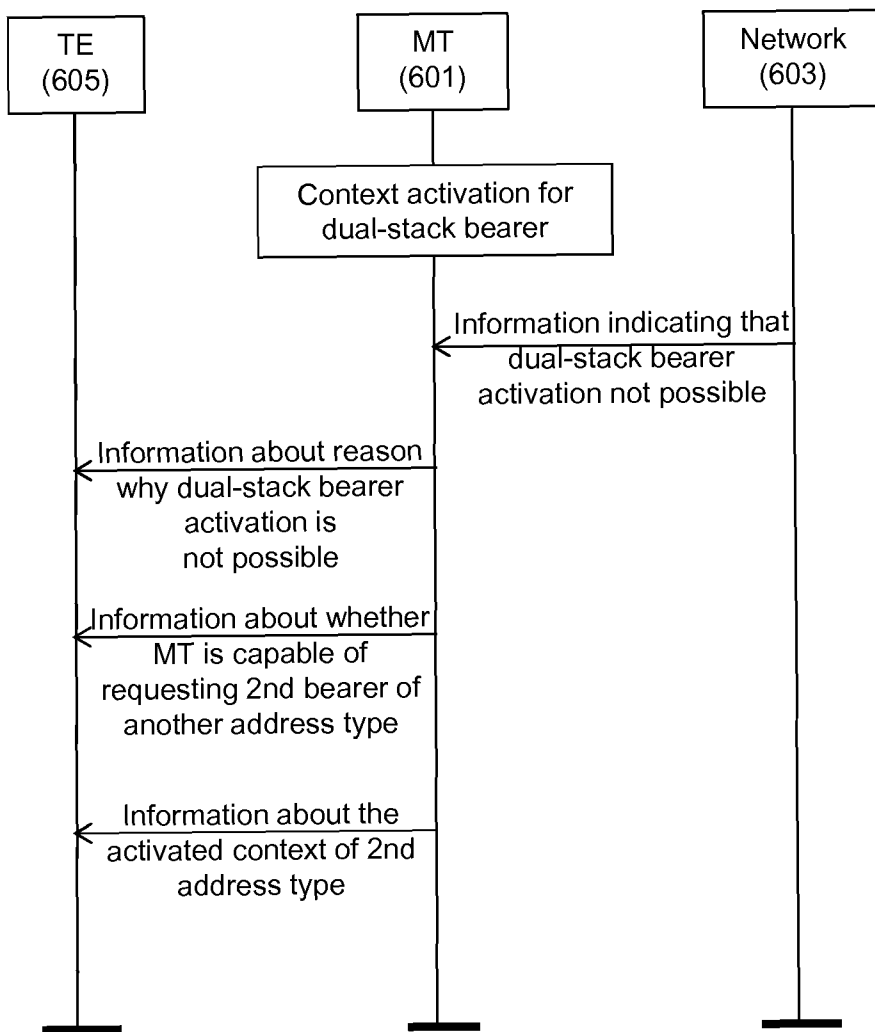 TE
(605)
MT
(601)
Network
(603)
Context activation for
dual-stack bearer
Information indicating that
dual-stack bearer
activation not possible
Information about reason
why dual-stack bearer
activation is
not possible
Information about whether
MT is capable of
requesting 2nd bearer of
another address type
Information about the
activated context of 2nd
address type